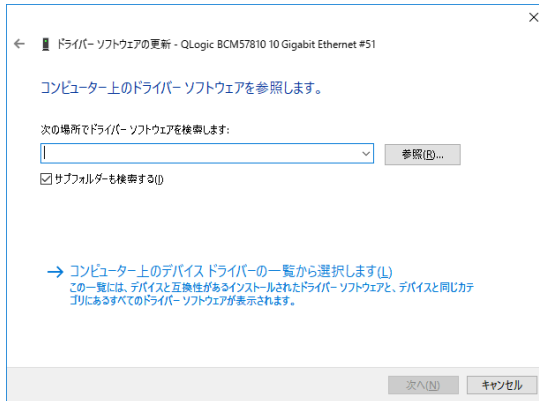 ドライバー ソフトウェアの更新 - QLogic BCM57810 10 Gigabit Ethernet #51
コンピューター上のドライバー ソフトウェアを参照します。
次の場所でドライバー ソフトウェアを検索します:
参照(R)...
サブフォルダーも検索する(I)
コンピューター上のデバイス ドライバーの一覧から選択します(L)
この一覧には、デバイスと互換性があるインストールされたドライバー ソフトウェアと、デバイスと同じカテ
ゴリにあるすべてのドライバー ソフトウェアが表示されます。
次へ(N)
キャンセル